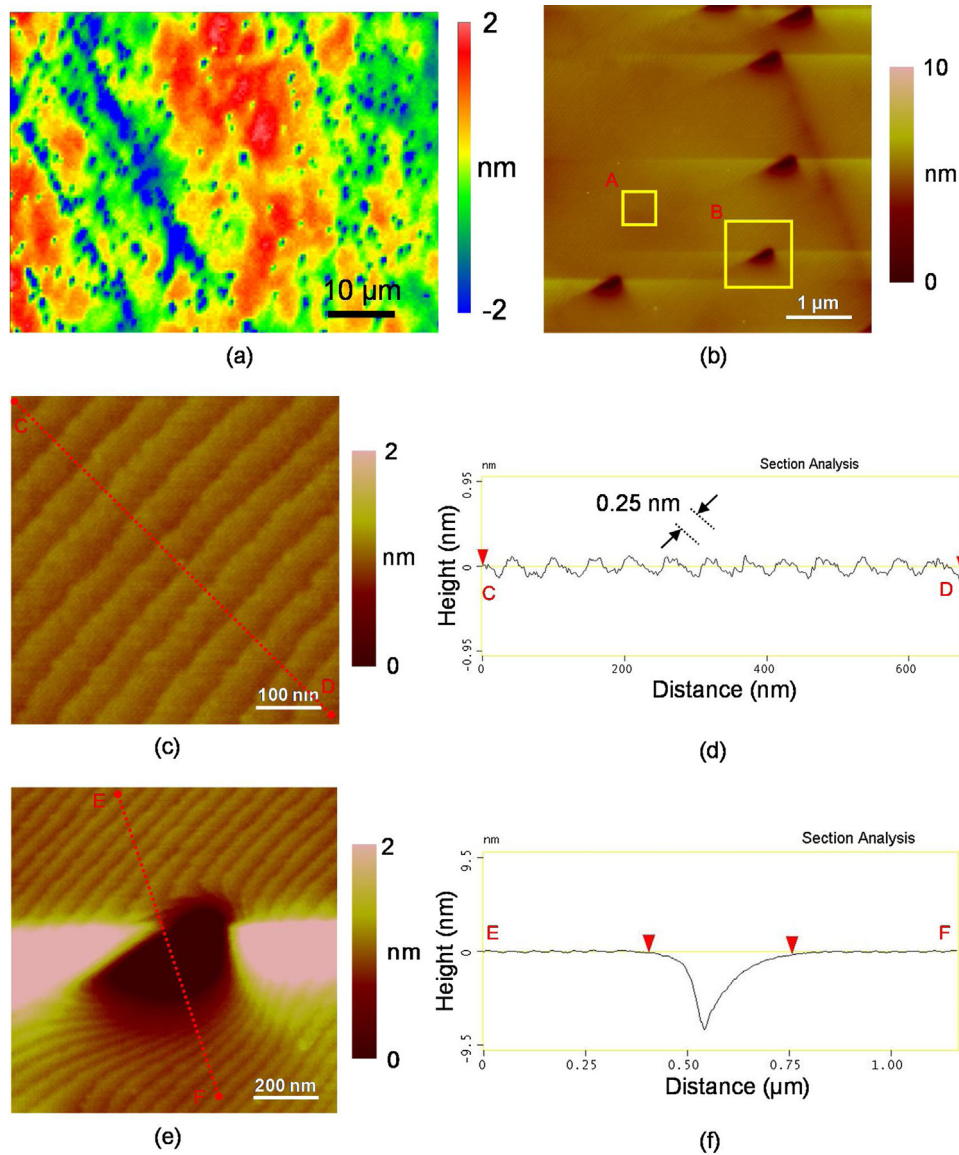 2
nm
-2
10 µm
(a)
A
B
1 µm
10
nm
0
(b)
C
D
100 nm
2
nm
0
(c)
nm
Section Analysis
0.95
0
-0.95
Height (nm)
0.25 nm
C
D
0
200
400
600
Distance (nm)
(d)
E
F
200 nm
2
nm
0
(e)
nm
Section Analysis
9.5
0
-9.5
Height (nm)
E
F
0
0.25
0.50
0.75
1.00
Distance (µm)
(f)